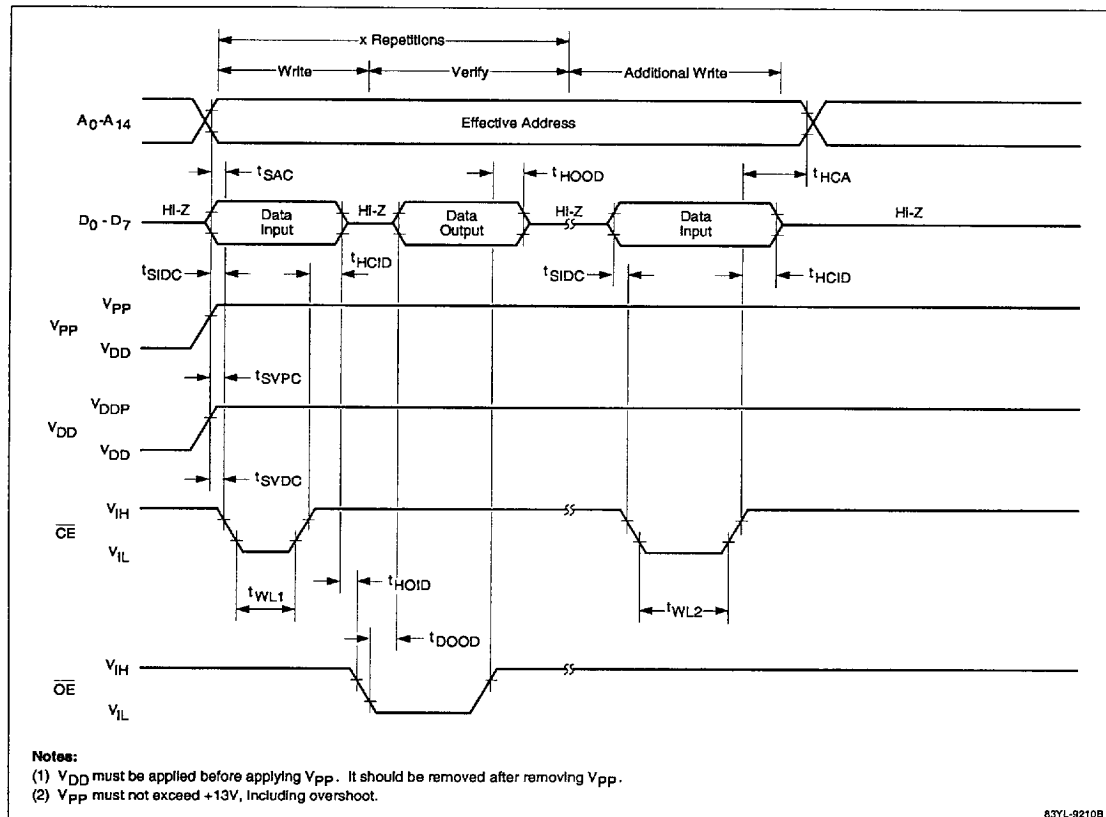 x Repetitions
Write Verify Additional Write
A0-A14 Effective Address
tSAC tHOOD tHCA
D0 - D7 HI-Z Data Input HI-Z Data Output HI-Z Data Input HI-Z
tSIDC tHCID tSIDC tHCID
VPP
VPP
VDD
tSVPC
VDDP
VDD
VDD
tSVDC
VIH
CE
VIL
tHOID
tWL1 tWL2
tDOOD
VIH
OE
VIL
Notes:
(1) VDD must be applied before applying VPP. It should be removed after removing VPP.
(2) VPP must not exceed +13V, including overshoot.
83YL-9210B